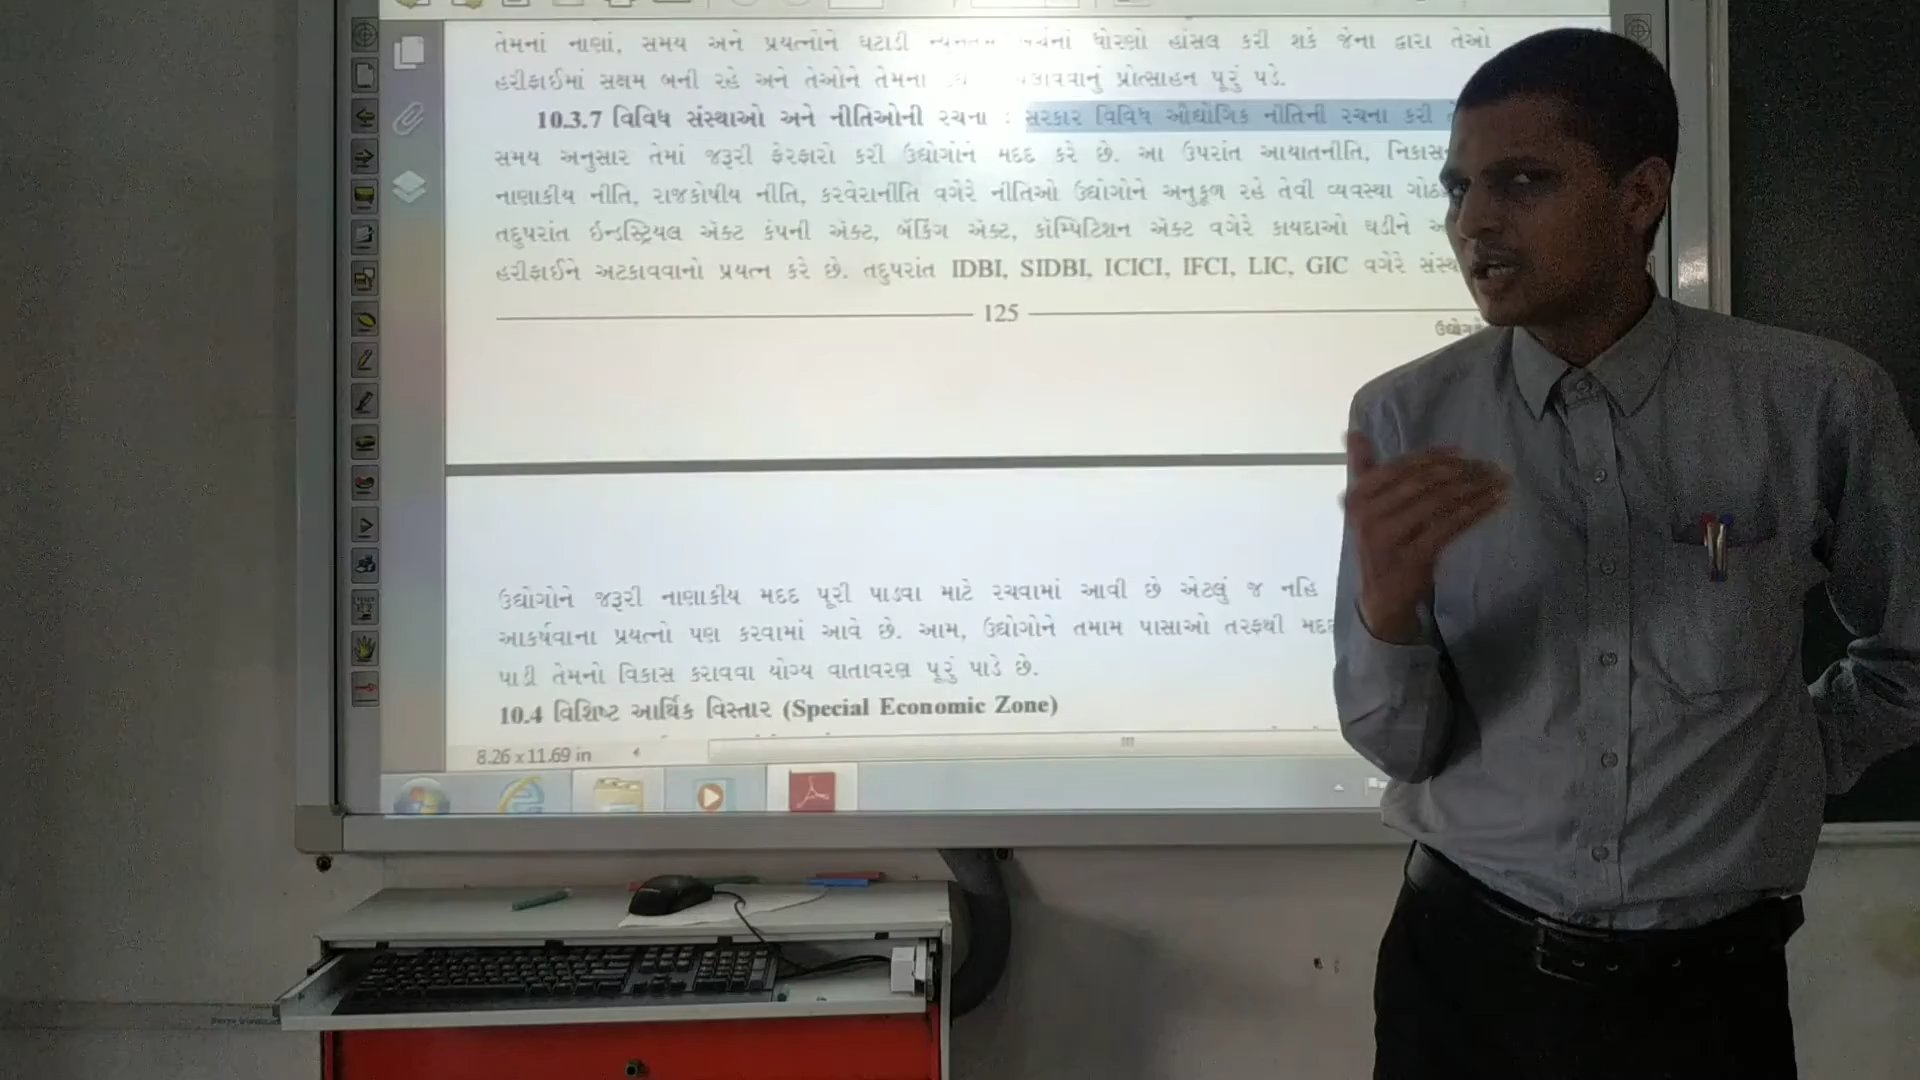 તેમનાં નાણાં, સમય અને પ્રયત્નોને ઘટાડી ધોરણો હાંસલ કરી શકે જેના દ્વારા તેઓ
હરીફાઈમાં સક્ષમ બની રહે અને તેઓને તેમના પ્રોત્સાહન પૂરું પડે.
10.3.7 વિવિધ સંસ્થાઓ અને નીતિઓની રચના : સરકાર વિવિધ ઔદ્યોગિક નીતિની રચના કરી
સમય અનુસાર તેમાં જરૂરી ફેરફારો કરી ઉદ્યોગોને મદદ કરે છે. આ ઉપરાંત આયાતનીતિ,
નાણાકીય નીતિ, રાજકોષીય નીતિ, કરવેરાનીતિ વગેરે નીતિઓ ઉદ્યોગોને અનુકૂળ રહે તેવી વ્યવસ્થા
તદુપરાંત ઈન્ડસ્ટ્રિયલ ઍક્ટ કંપની ઍક્ટ, બૅંકિંગ ઍક્ટ, કૉમ્પિટિશન ઍક્ટ વગેરે કાયદાઓ ઘડીને
હરીફાઈને અટકાવવાનો પ્રયત્ન કરે છે. તદુપરાંત IDBI, SIDBI, ICICI, IFCI, LIC, GIC વગેરે
125
ઉદ્યોગોને જરૂરી નાણાકીય મદદ પૂરી પાડવા માટે રચવામાં આવી છે એટલું જ નહિ
આકર્ષવાના પ્રયત્નો પણ કરવામાં આવે છે. આમ, ઉદ્યોગોને તમામ પાસાઓ તરફથી
પાડી તેમનો વિકાસ કરાવવા યોગ્ય વાતાવરણ પૂરું પાડે છે.
10.4 વિશિષ્ટ આર્થિક વિસ્તાર (Special Economic Zone)
8.26 x 11.69 in